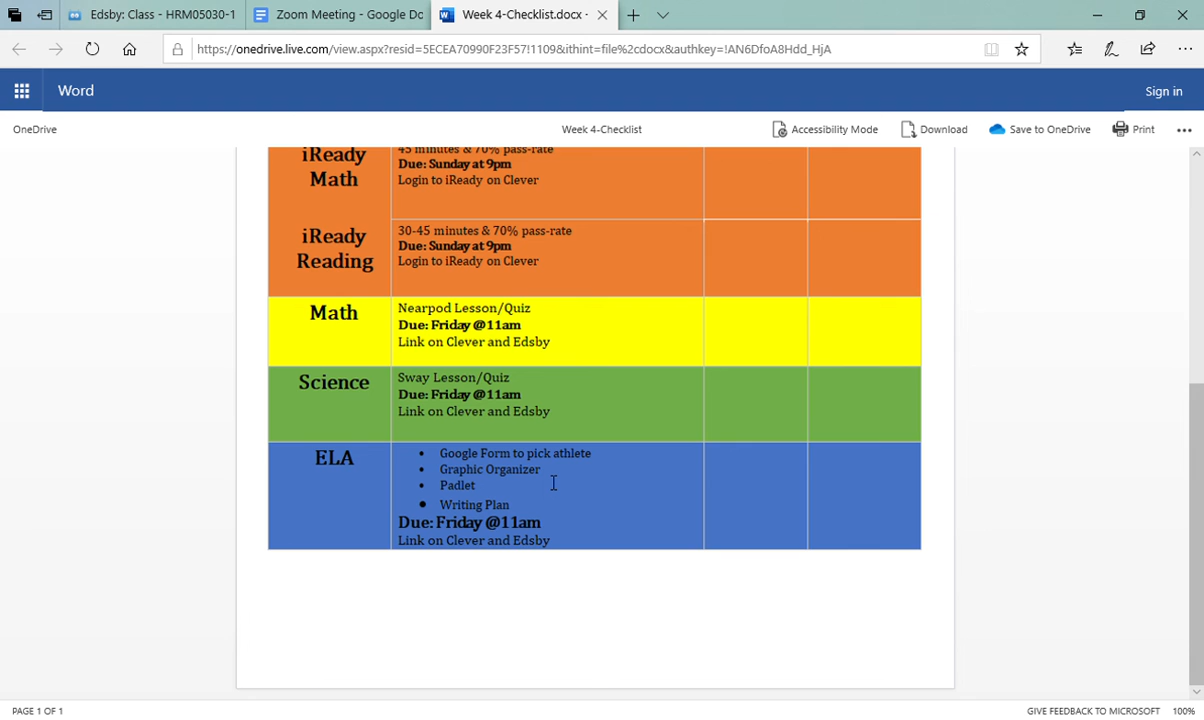 Edsby: Class - HRM05030-1
Zoom Meeting - Google Do
Week 4-Checklist.docx -
https://onedrive.live.com/view.aspx?resid=5ECEA70990F23F57!1109&ithint=file%2cdocx&authkey=!AN6DfoA8Hdd_HjA
Word
Sign in
OneDrive
Week 4-Checklist
Accessibility Mode
Download
Save to OneDrive
Print
iReady
Math
45 minutes & 70% pass-rate
Due: Sunday at 9pm
Login to iReady on Clever
iReady
Reading
30-45 minutes & 70% pass-rate
Due: Sunday at 9pm
Login to iReady on Clever
Math
Nearpod Lesson/Quiz
Due: Friday @11am
Link on Clever and Edsby
Science
Sway Lesson/Quiz
Due: Friday @11am
Link on Clever and Edsby
ELA
• Google Form to pick athlete
• Graphic Organizer
• Padlet
• Writing Plan
Due: Friday @11am
Link on Clever and Edsby
PAGE 1 OF 1
GIVE FEEDBACK TO MICROSOFT
100%